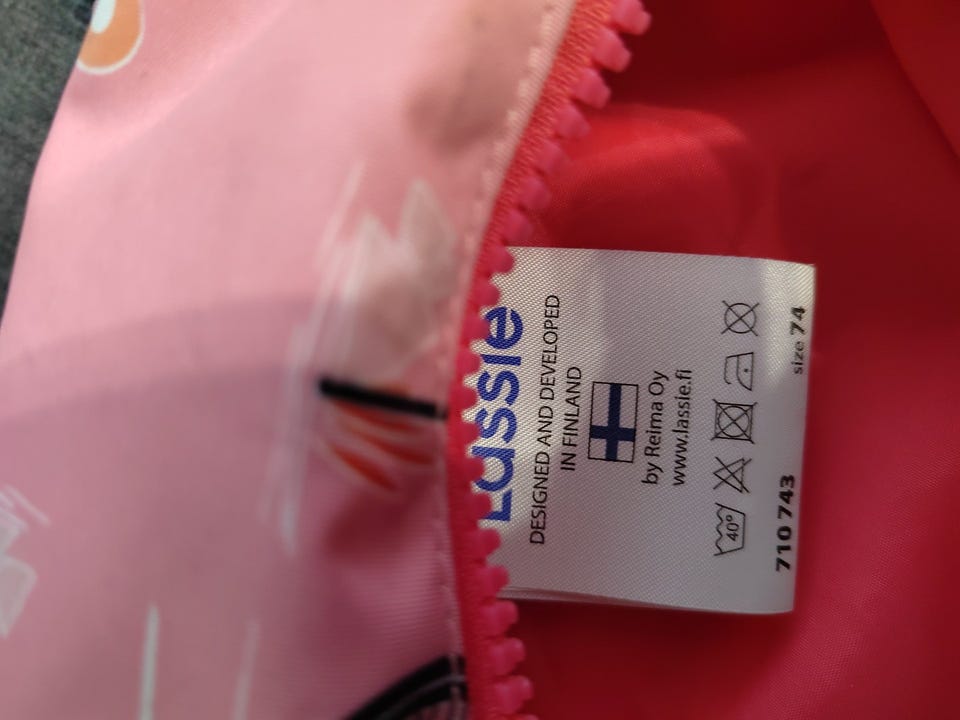 Lassie
DESIGNED AND DEVELOPED
IN FINLAND
by Reima Oy
www.lassie.fi
40°
710 743 size 74